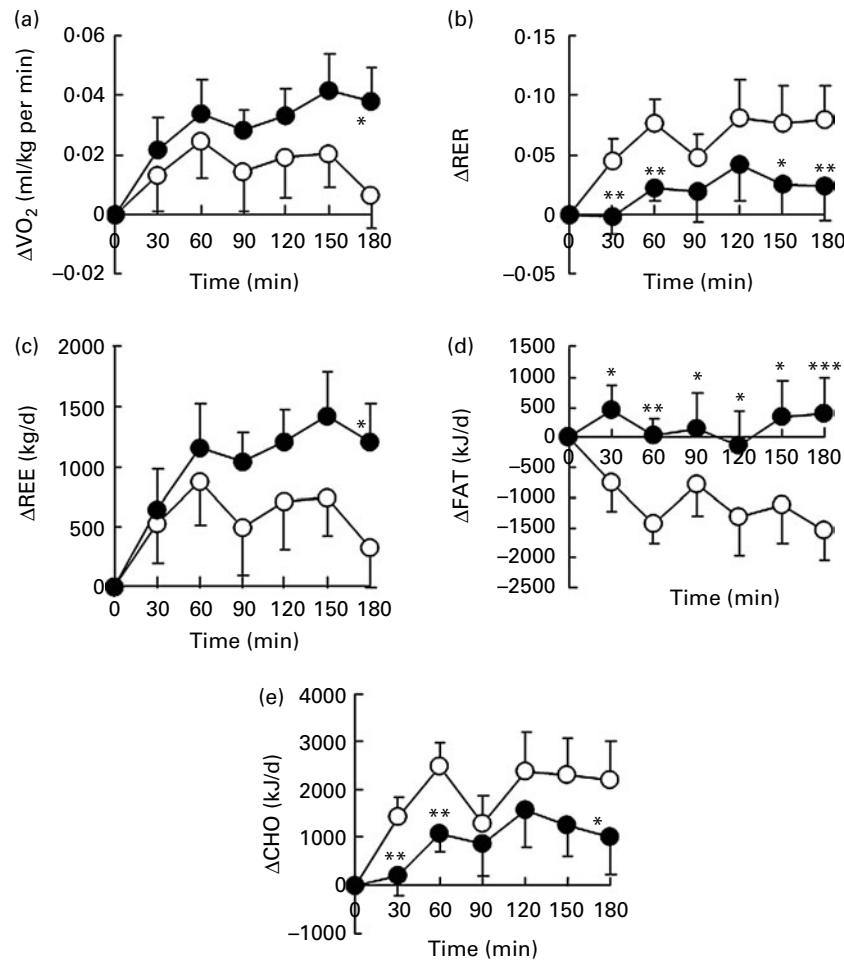 (a)
0·06
0·04
0·02
0
−0·02
ΔVO₂ (ml/kg per min)
*
0 30 60 90 120 150 180
Time (min)
(b)
0·15
0·10
0·05
0
−0·05
ΔRER
** ** * **
0 30 60 90 120 150 180
Time (min)
(c)
2000
1500
1000
500
0
ΔREE (kg/d)
*
0 30 60 90 120 150 180
Time (min)
(d)
1500
1000
500
0
−500
−1000
−1500
−2000
−2500
ΔFAT (kJ/d)
* ** * * * ***
0 30 60 90 120 150 180
Time (min)
(e)
4000
3000
2000
1000
0
−1000
ΔCHO (kJ/d)
** ** *
0 30 60 90 120 150 180
Time (min)